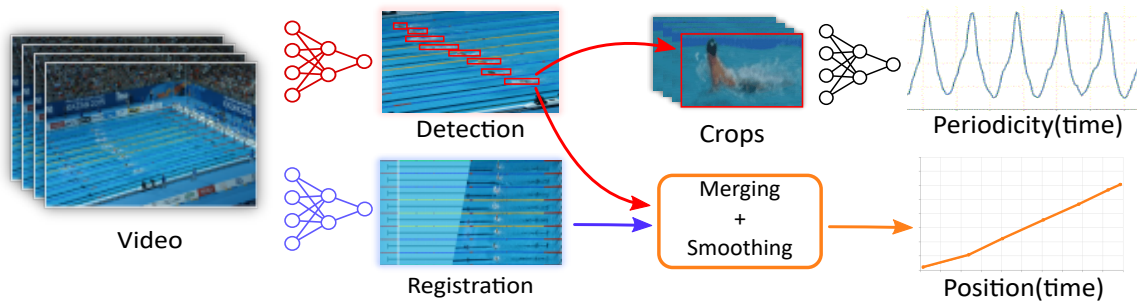 Video
Detection
Crops
Periodicity(time)
Registration
Merging
+
Smoothing
Position(time)